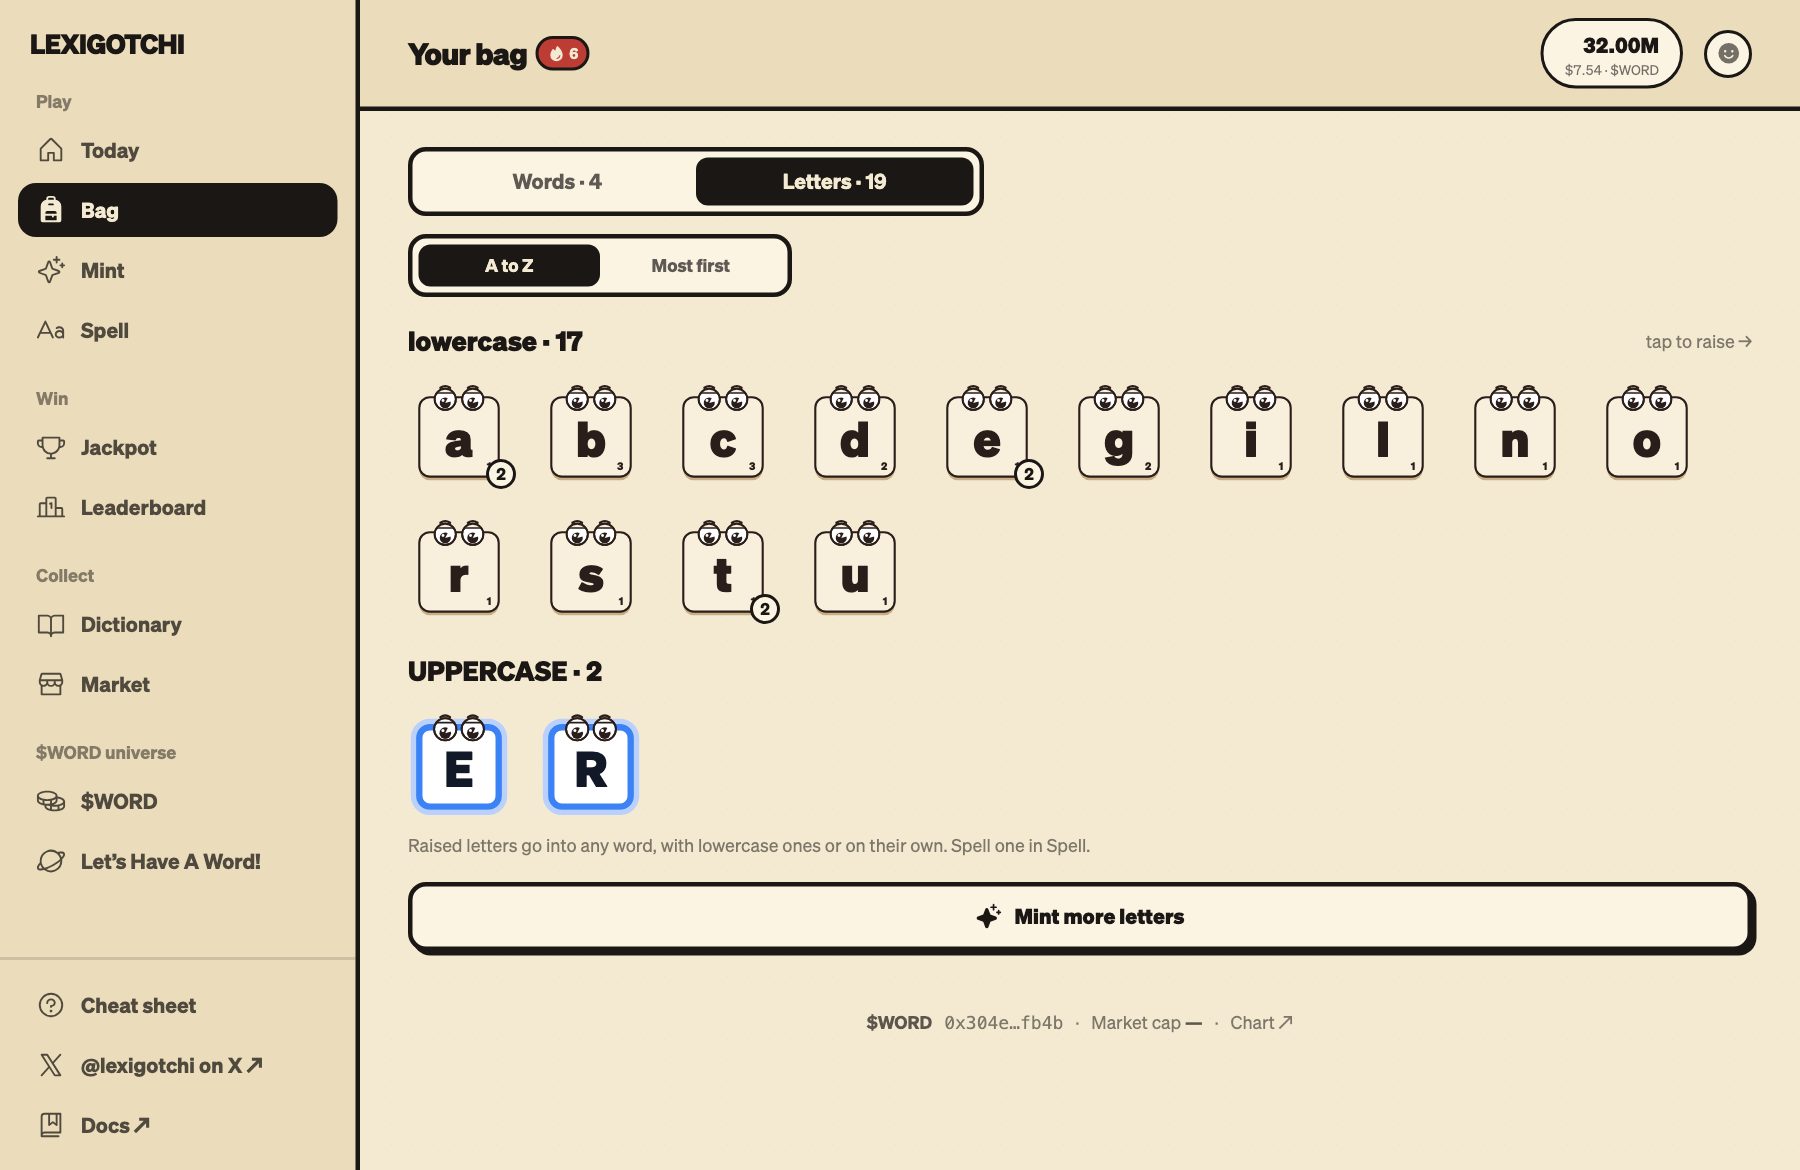 LEXIGOTCHI
Play
Today
Bag
Mint
Spell
Win
Jackpot
Leaderboard
Collect
Dictionary
Market
$WORD universe
$WORD
Let's Have A Word!
Cheat sheet
@lexigotchi on X ↗
Docs ↗
Your bag 6
32.00M
$7.54 · $WORD
Words · 4 Letters · 19
A to Z Most first
lowercase · 17 tap to raise →
a b c d e g i l n o
2 3 3 2 2 2 1 1 1 1
r s t u
1 1 2 1
UPPERCASE · 2
E R
Raised letters go into any word, with lowercase ones or on their own. Spell one in Spell.
Mint more letters
$WORD 0x304e…fb4b · Market cap — · Chart ↗